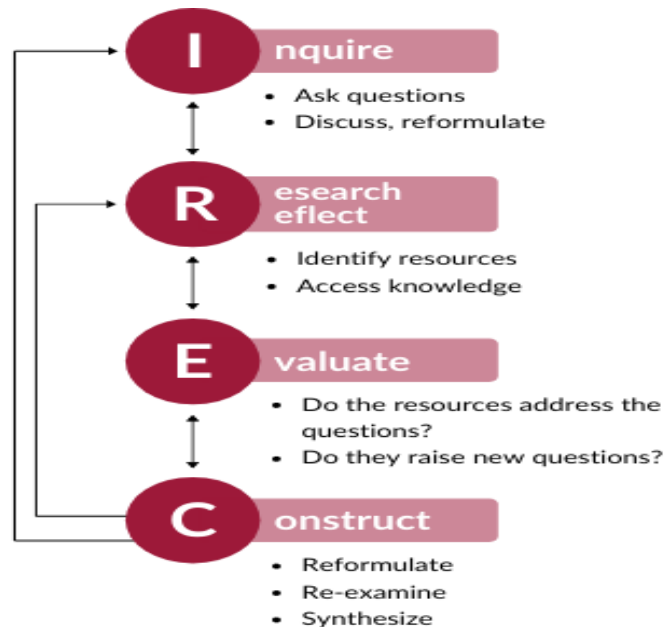 I nquire
• Ask questions
• Discuss, reformulate
R esearch
eflect
• Identify resources
• Access knowledge
E valuate
• Do the resources address the
questions?
• Do they raise new questions?
C onstruct
• Reformulate
• Re-examine
• Synthesize